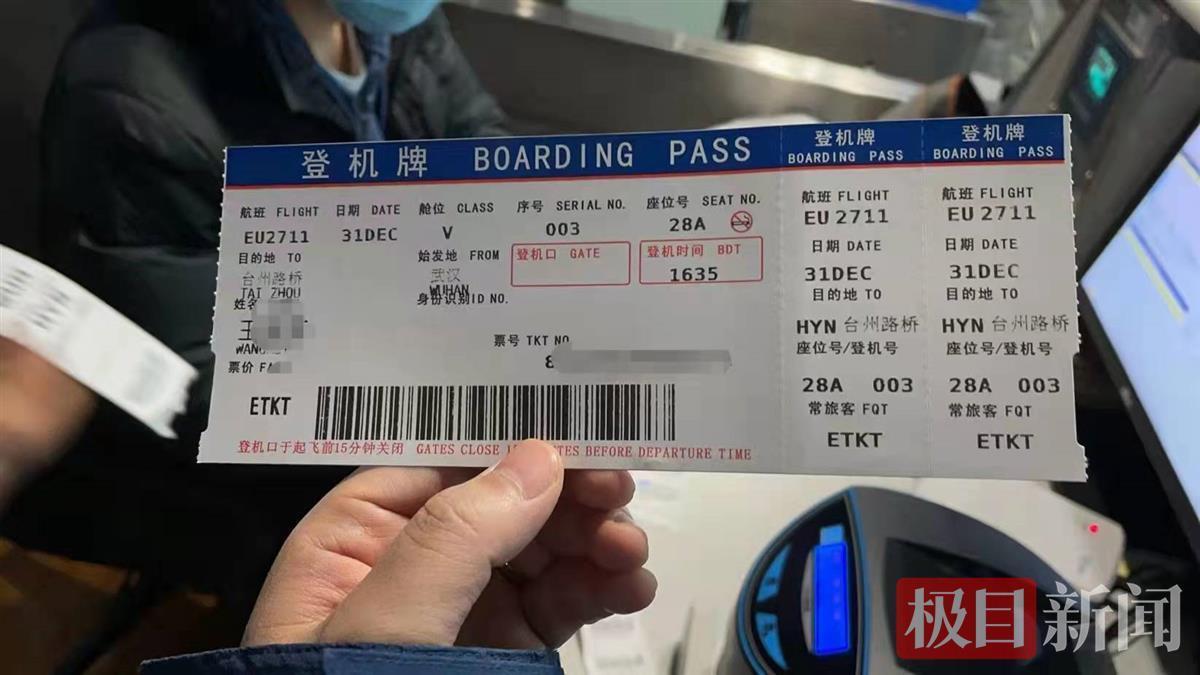 登机牌 BOARDING PASS
航班 FLIGHT 日期 DATE 舱位 CLASS 序号 SERIAL NO. 座位号 SEAT NO.
EU2711 31DEC V 003 28A
目的地 TO 始发地 FROM 登机口 GATE 登机时间 BDT
台州路桥 武汉 1635
TAI ZHOU WUHAN
姓名 身份识别ID NO.
王
票号 TKT NO.
票价
8
ETKT
登机口于起飞前15分钟关闭 GATES CLOSE BEFORE DEPARTURE TIME
登机牌
BOARDING PASS
航班 FLIGHT
EU 2711
日期 DATE
31DEC
目的地 TO
HYN 台州路桥
座位号/登机号
28A 003
常旅客 FQT
ETKT
登机牌
BOARDING PASS
航班 FLIGHT
EU 2711
日期 DATE
31DEC
目的地 TO
HYN 台州路桥
座位号/登机号
28A 003
常旅客 FQT
ETKT
极目新闻